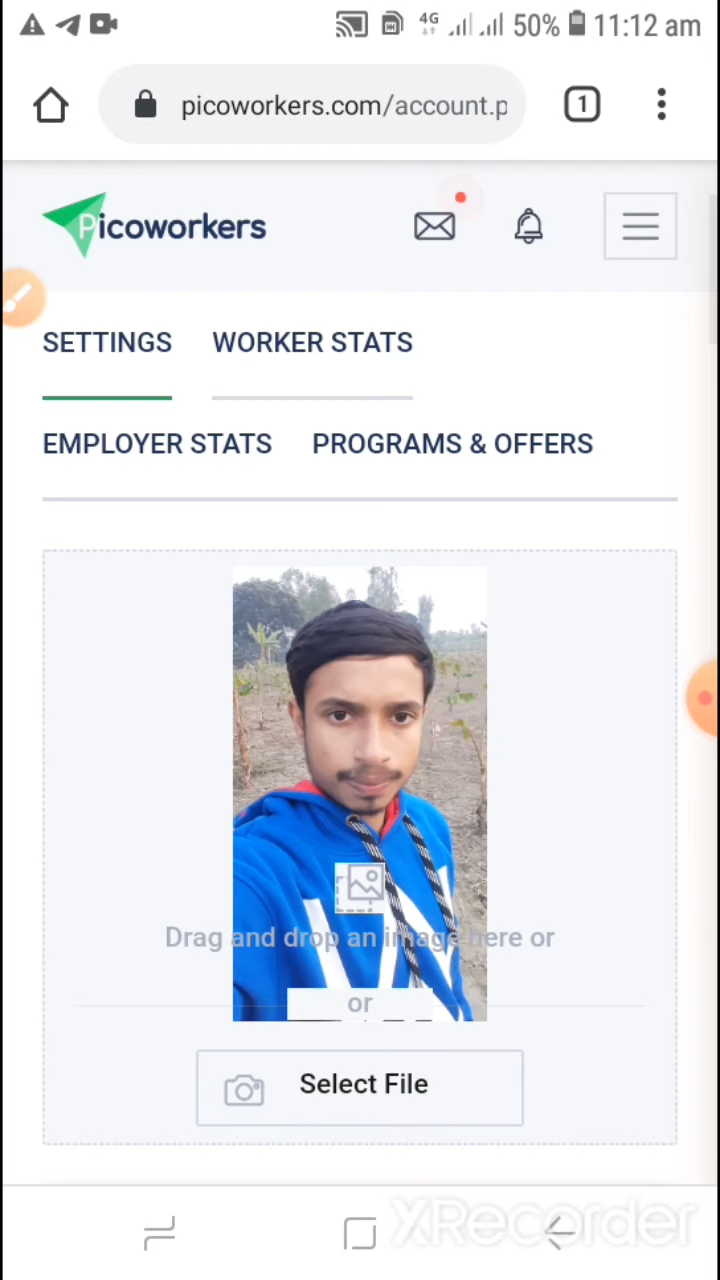 4G 50% 11:12 am
picoworkers.com/account.p
1
Picoworkers
SETTINGS WORKER STATS
EMPLOYER STATS PROGRAMS & OFFERS
Drag and drop an image here or
or
Select File
XRecorder